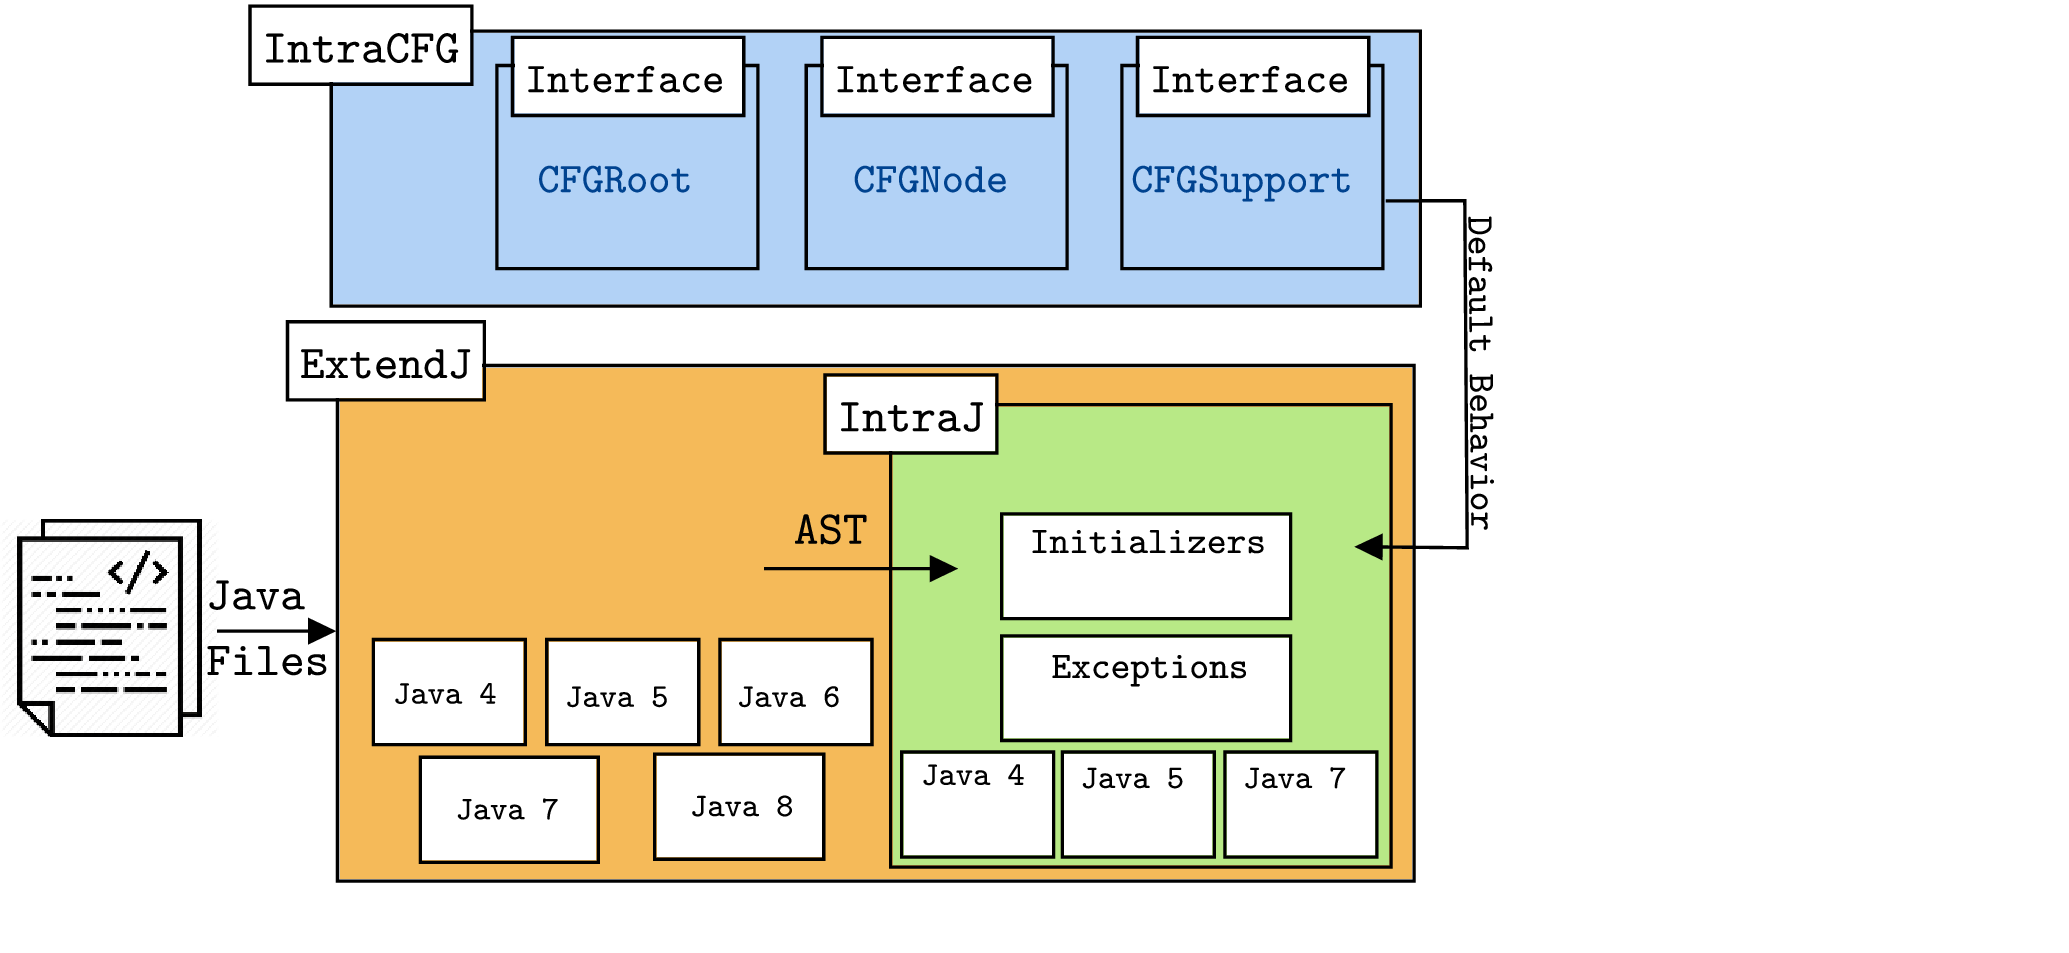 IntraCFG
Interface
Interface
Interface
CFGRoot
CFGNode
CFGSupport
Default Behavior
ExtendJ
IntraJ
AST
Initializers
Java
Files
Exceptions
Java 4
Java 5
Java 6
Java 7
Java 8
Java 4
Java 5
Java 7